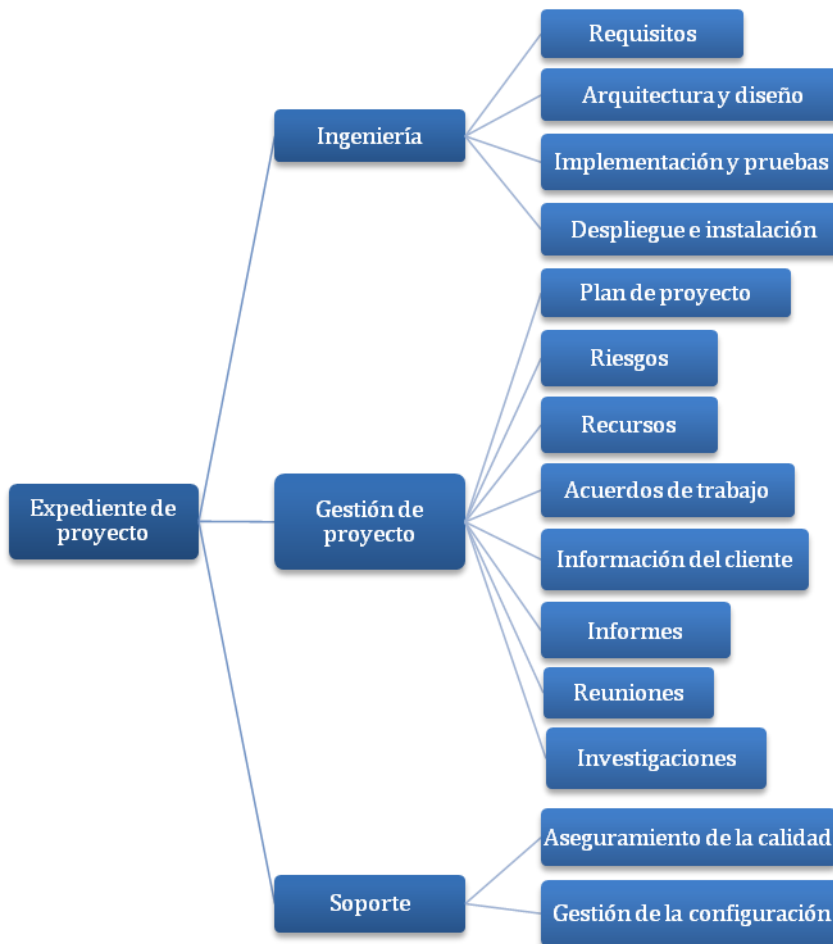 Expediente de
proyecto
Ingeniería
Requisitos
Arquitectura y diseño
Implementación y pruebas
Despliegue e instalación
Gestión de
proyecto
Plan de proyecto
Riesgos
Recursos
Acuerdos de trabajo
Información del cliente
Informes
Reuniones
Investigaciones
Soporte
Aseguramiento de la calidad
Gestión de la configuración